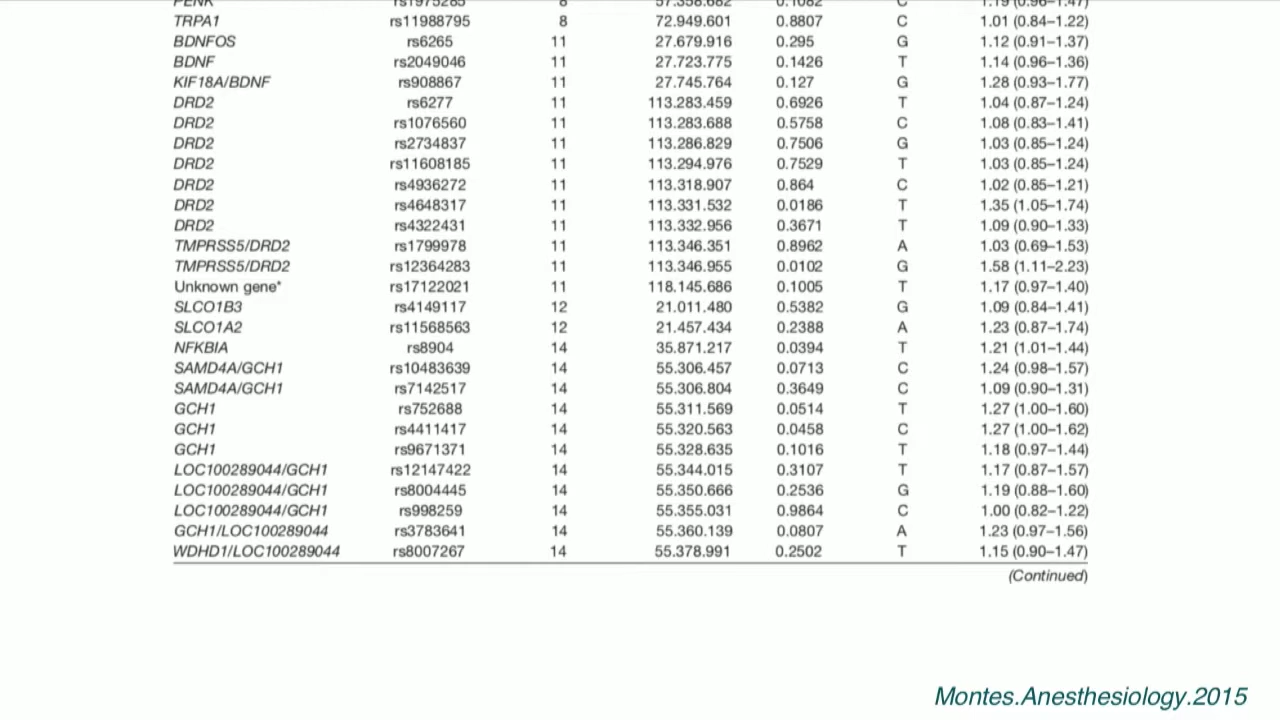 PENK rs1975285 8 57.358.682 0.1082 C 1.19 (0.96–1.47)
TRPA1 rs11988795 8 72.949.601 0.8807 C 1.01 (0.84–1.22)
BDNFOS rs6265 11 27.679.916 0.295 G 1.12 (0.91–1.37)
BDNF rs2049046 11 27.723.775 0.1426 T 1.14 (0.96–1.36)
KIF18A/BDNF rs908867 11 27.745.764 0.127 G 1.28 (0.93–1.77)
DRD2 rs6277 11 113.283.459 0.6926 T 1.04 (0.87–1.24)
DRD2 rs1076560 11 113.283.688 0.5758 C 1.08 (0.83–1.41)
DRD2 rs2734837 11 113.286.829 0.7506 G 1.03 (0.85–1.24)
DRD2 rs11608185 11 113.294.976 0.7529 T 1.03 (0.85–1.24)
DRD2 rs4936272 11 113.318.907 0.864 C 1.02 (0.85–1.21)
DRD2 rs4648317 11 113.331.532 0.0186 T 1.35 (1.05–1.74)
DRD2 rs4322431 11 113.332.956 0.3671 T 1.09 (0.90–1.33)
TMPRSS5/DRD2 rs1799978 11 113.346.351 0.8962 A 1.03 (0.69–1.53)
TMPRSS5/DRD2 rs12364283 11 113.346.955 0.0102 G 1.58 (1.11–2.23)
Unknown gene* rs17122021 11 118.145.686 0.1005 T 1.17 (0.97–1.40)
SLCO1B3 rs4149117 12 21.011.480 0.5382 G 1.09 (0.84–1.41)
SLCO1A2 rs11568563 12 21.457.434 0.2388 A 1.23 (0.87–1.74)
NFKBIA rs8904 14 35.871.217 0.0394 T 1.21 (1.01–1.44)
SAMD4A/GCH1 rs10483639 14 55.306.457 0.0713 C 1.24 (0.98–1.57)
SAMD4A/GCH1 rs7142517 14 55.306.804 0.3649 C 1.09 (0.90–1.31)
GCH1 rs752688 14 55.311.569 0.0514 T 1.27 (1.00–1.60)
GCH1 rs4411417 14 55.320.563 0.0458 C 1.27 (1.00–1.62)
GCH1 rs9671371 14 55.328.635 0.1016 T 1.18 (0.97–1.44)
LOC100289044/GCH1 rs12147422 14 55.344.015 0.3107 T 1.17 (0.87–1.57)
LOC100289044/GCH1 rs8004445 14 55.350.666 0.2536 G 1.19 (0.88–1.60)
LOC100289044/GCH1 rs998259 14 55.355.031 0.9864 C 1.00 (0.82–1.22)
GCH1/LOC100289044 rs3783641 14 55.360.139 0.0807 A 1.23 (0.97–1.56)
WDHD1/LOC100289044 rs8007267 14 55.378.991 0.2502 T 1.15 (0.90–1.47)
(Continued)
Montes.Anesthesiology.2015